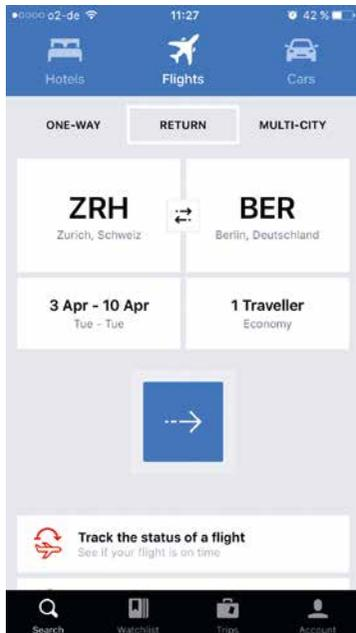 o2-de 11:27 42 %
Hotels Flights Cars
ONE-WAY RETURN MULTI-CITY
ZRH BER
Zurich, Schweiz Berlin, Deutschland
3 Apr - 10 Apr 1 Traveller
Tue - Tue Economy
Track the status of a flight
See if your flight is on time
Search Watchlist Trips Account